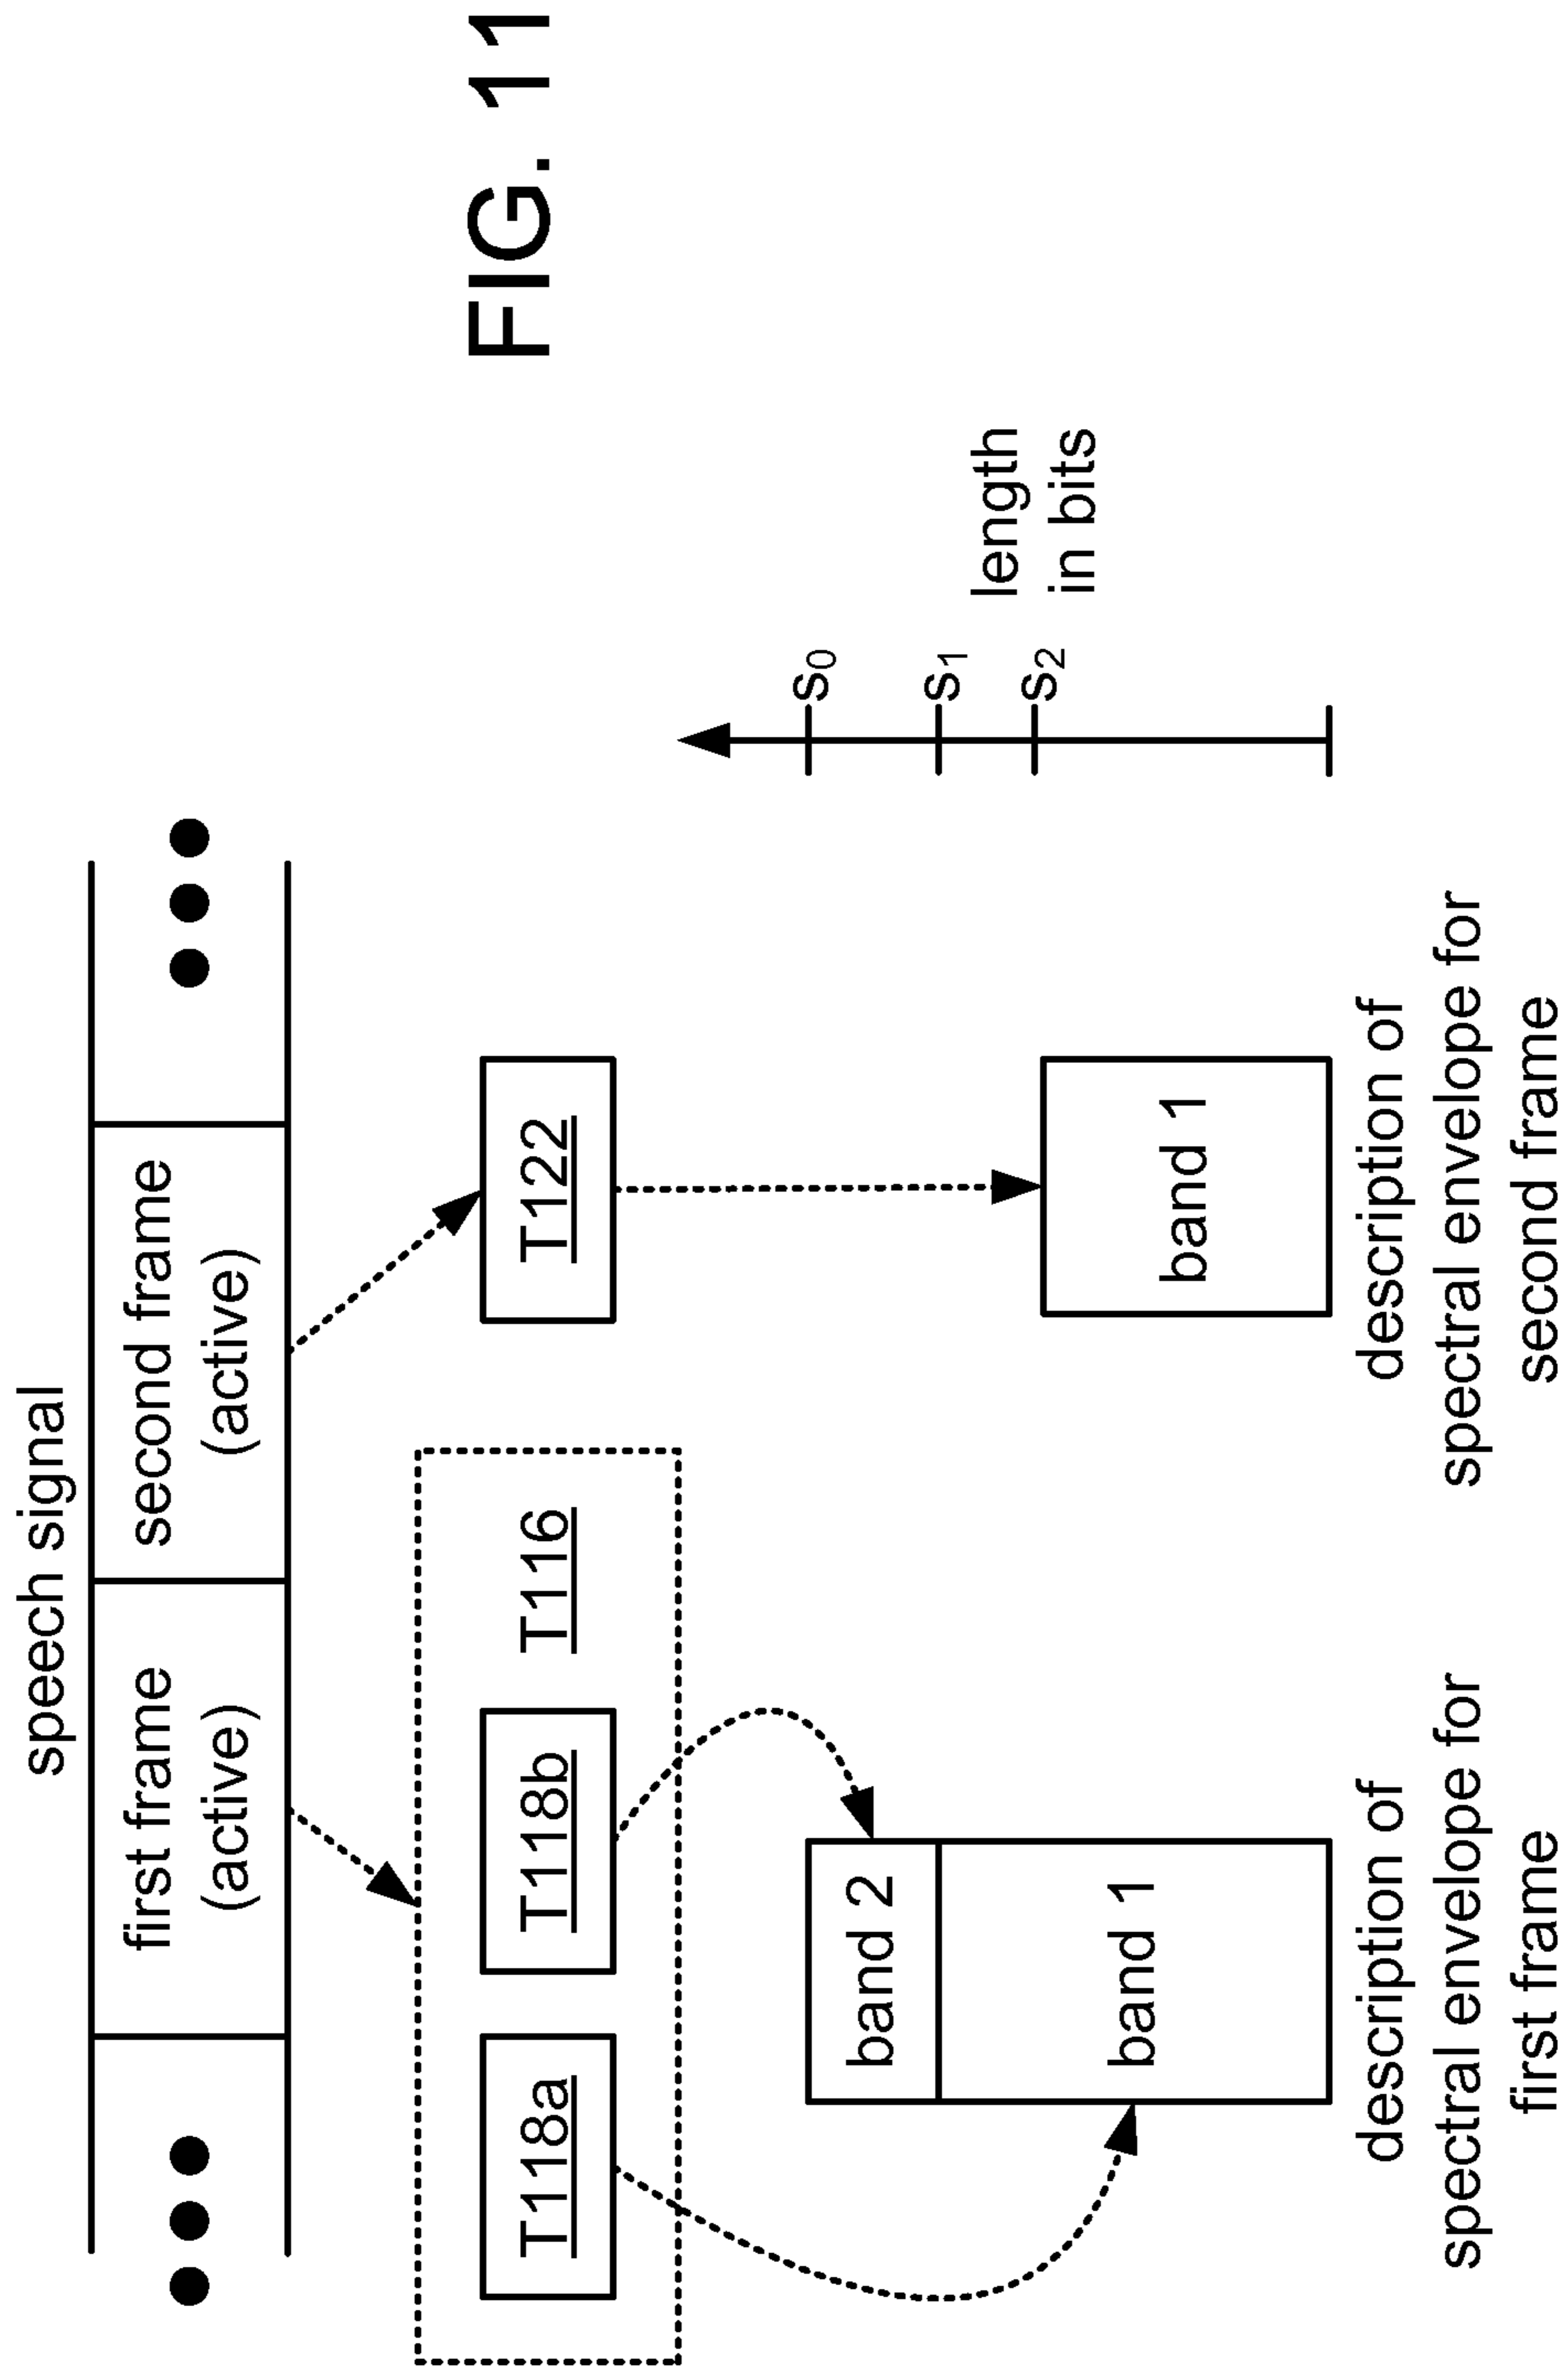 speech signal
first frame
(active)
second frame
(active)
T118a
T118b
T116
T122
band 2
band 1
band 1
s0
s1
s2
length
in bits
description of
spectral envelope for
first frame
description of
spectral envelope for
second frame
FIG. 11